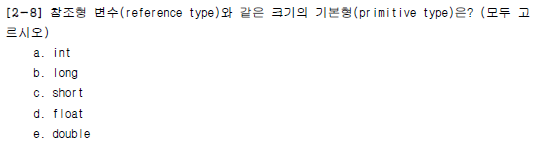 [2-8] 참조형 변수(reference type)와 같은 크기의 기본형(primitive type)은? (모두 고
르시오)
a. int
b. long
c. short
d. float
e. double